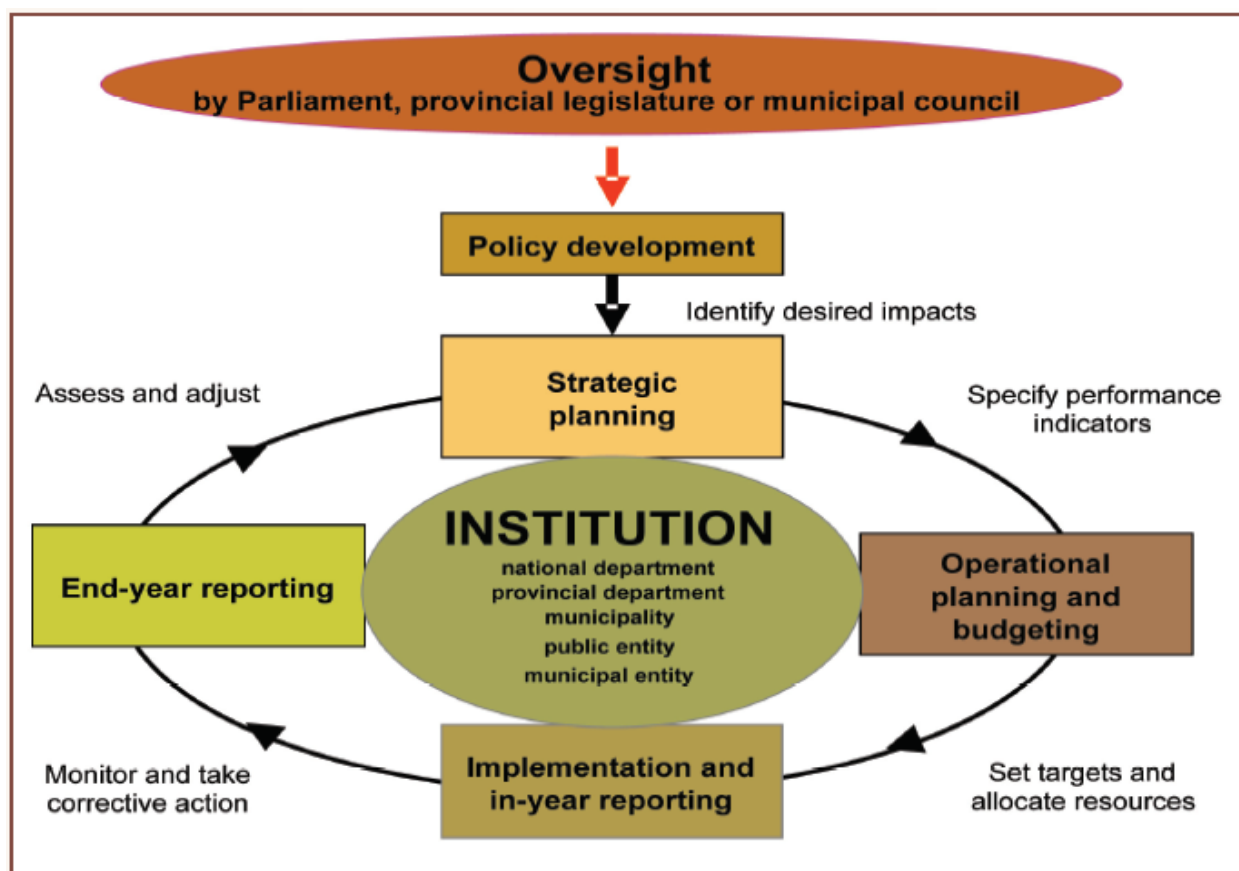 Oversight
by Parliament, provincial legislature or municipal council
Policy development
Identify desired impacts
Strategic
planning
Assess and adjust
Specify performance
indicators
INSTITUTION
national department
provincial department
municipality
public entity
municipal entity
End-year reporting
Operational
planning and
budgeting
Implementation and
in-year reporting
Monitor and take
corrective action
Set targets and
allocate resources